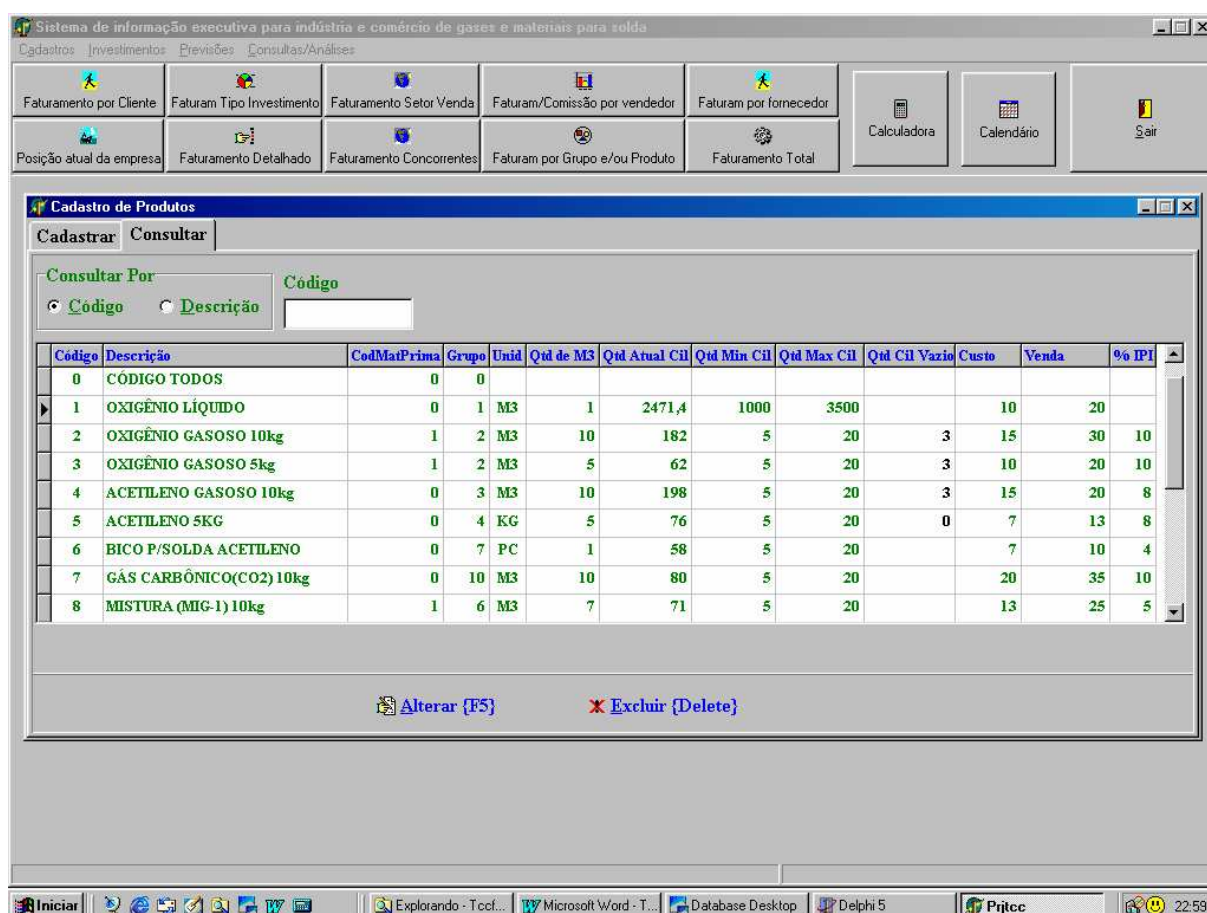 Sistema de informação executiva para indústria e comércio de gases e materiais para solda
Cadastros Investimentos Previsões Consultas/Análises
Faturamento por Cliente Faturam Tipo Investimento Faturamento Setor Venda Faturam/Comissão por vendedor Faturam por fornecedor Calculadora Calendário Sair
Posição atual da empresa Faturamento Detalhado Faturamento Concorrentes Faturam por Grupo e/ou Produto Faturamento Total
Cadastro de Produtos
Cadastrar Consultar
Consultar Por Código
Código Descrição
Código Descrição CodMatPrima Grupo Unid Qtd de M3 Qtd Atual Cil Qtd Min Cil Qtd Max Cil Qtd Cil Vazio Custo Venda % IPI
0 CÓDIGO TODOS 0 0
1 OXIGÊNIO LÍQUIDO 0 1 M3 1 2471,4 1000 3500 10 20
2 OXIGÊNIO GASOSO 10kg 1 2 M3 10 182 5 20 3 15 30 10
3 OXIGÊNIO GASOSO 5kg 1 2 M3 5 62 5 20 3 10 20 10
4 ACETILENO GASOSO 10kg 0 3 M3 10 198 5 20 3 15 20 8
5 ACETILENO 5KG 0 4 KG 5 76 5 20 0 7 13 8
6 BICO P/SOLDA ACETILENO 0 7 PC 1 58 5 20 7 10 4
7 GÁS CARBÔNICO(CO2) 10kg 0 10 M3 10 80 5 20 20 35 10
8 MISTURA (MIG-1) 10kg 1 6 M3 7 71 5 20 13 25 5
Alterar {F5} Excluir {Delete}
Iniciar Explorando - Tccf... Microsoft Word - T... Database Desktop Delphi 5 Prjtcc 22:59